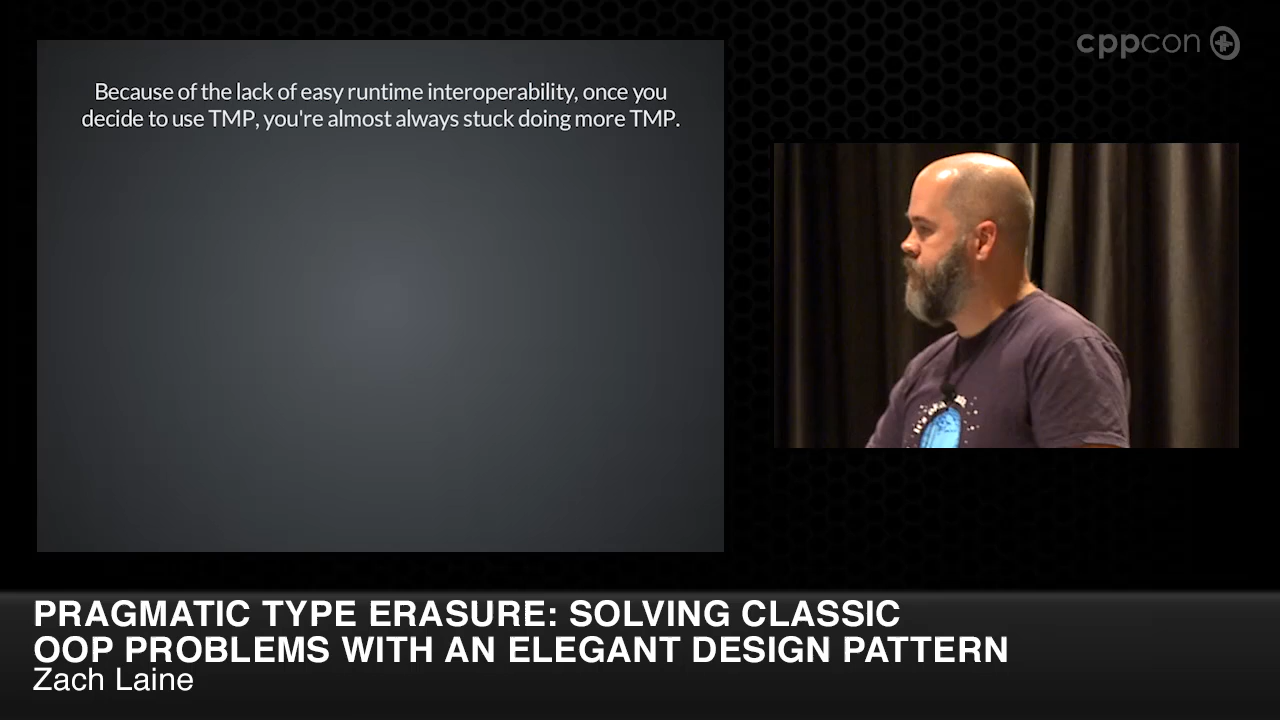 cppcon
Because of the lack of easy runtime interoperability, once you
decide to use TMP, you're almost always stuck doing more TMP.
PRAGMATIC TYPE ERASURE: SOLVING CLASSIC
OOP PROBLEMS WITH AN ELEGANT DESIGN PATTERN
Zach Laine